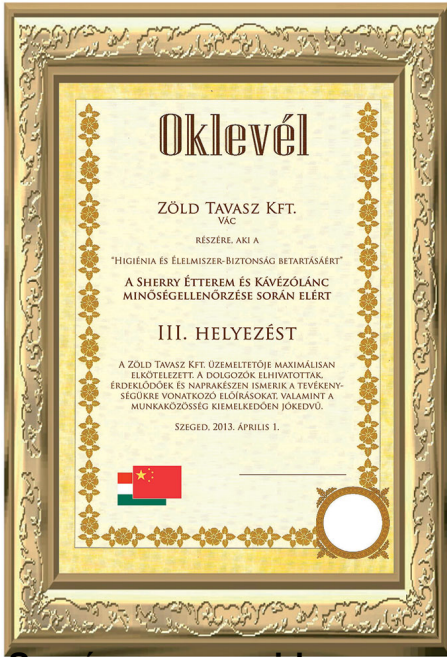 Oklevél
ZÖLD TAVASZ KFT.
VÁC
RÉSZÉRE, AKI A
"HIGIÉNIA ÉS ÉLELMISZER-BIZTONSÁG BETARTÁSÁÉRT"
A SHERRY ÉTTEREM ÉS KÁVÉZÓLÁNC
MINŐSÉGELLENŐRZÉSE SORÁN ELÉRT
III. HELYEZÉST
A ZÖLD TAVASZ KFT. ÜZEMELTETŐJE MAXIMÁLISAN
ELKÖTELEZETT. A DOLGOZÓK ELHIVATOTTAK,
ÉRDEKLŐDŐEK ÉS NAPRAKÉSZEN ISMERIK A TEVÉKENY-
SÉGÜKRE VONATKOZÓ ELŐÍRÁSOKAT, VALAMINT A
MUNKAKÖZÖSSÉG KIEMELKEDŐEN JÓKEDVŰ.
SZEGED, 2013. ÁPRILIS 1.